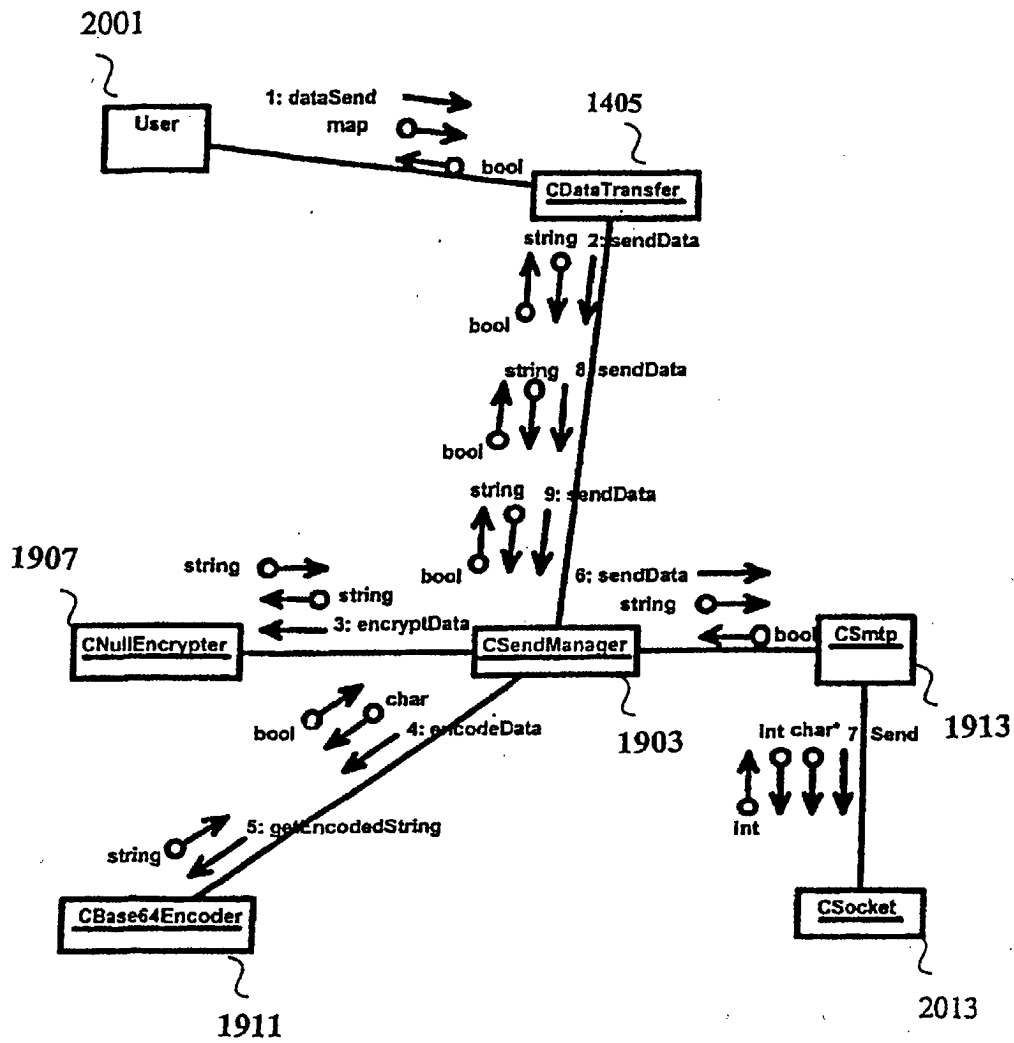 2001
User
1: dataSend
map
bool
1405
CDataTransfer
string 2: sendData
bool
string 8: sendData
bool
string 9: sendData
bool
1907
string
string
3: encryptData
CNullEncrypter
6: sendData
string
bool
CSendManager
1903
CSmtp
1913
char
bool
4: encodeData
int char* 7 Send
int
5: getEncodedString
string
CBase64Encoder
1911
CSocket
2013